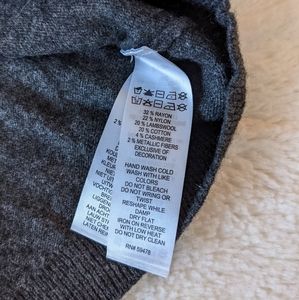 32 % RAYON
22 % NYLON
20 % LAMBSWOOL
20 % COTTON
4 % CASHMERE
2 % METALLIC FIBERS
EXCLUSIVE OF
DECORATION
HAND WASH COLD
WASH WITH LIKE
COLORS
DO NOT BLEACH
DO NOT WRING OR
TWIST
RESHAPE WHILE
DAMP
DRY FLAT
IRON ON REVERSE
WITH LOW HEAT
DO NOT DRY CLEAN
RN# 59478